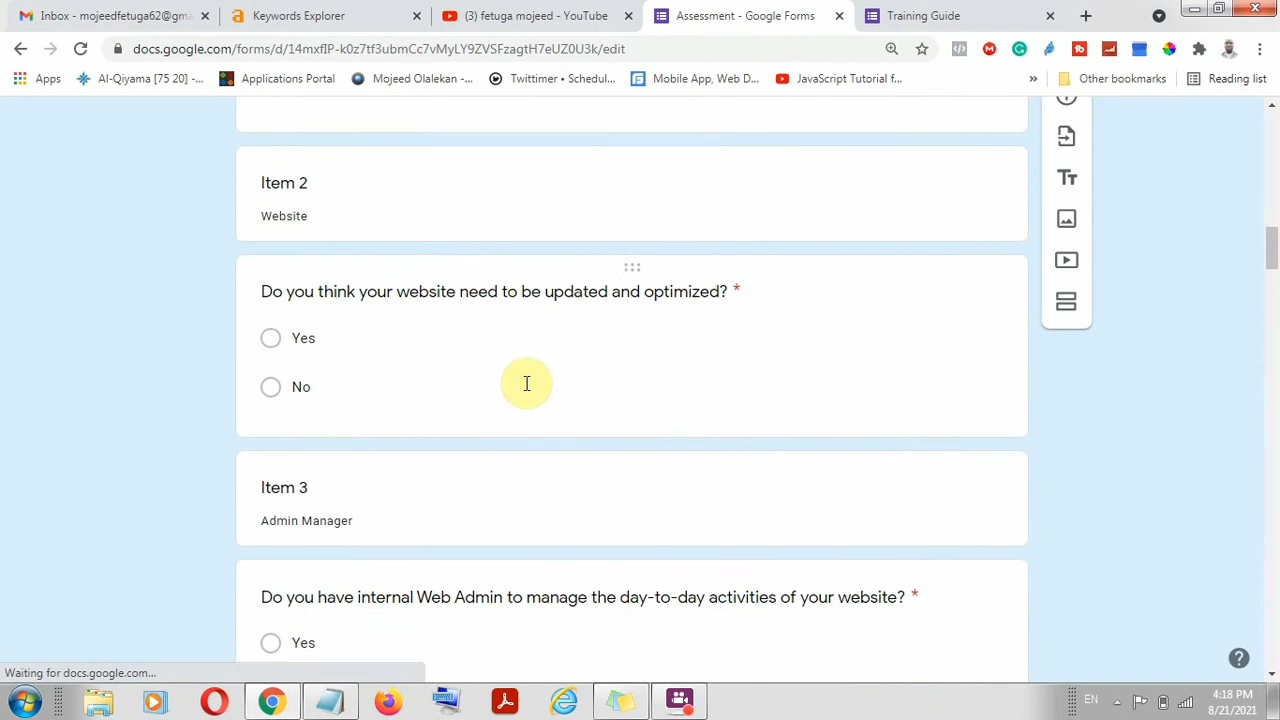 Inbox - mojeedfetuga62@gma
Keywords Explorer
(3) fetuga mojeed - YouTube
Assessment - Google Forms
Training Guide
docs.google.com/forms/d/14mxfIP-k0z7tf3ubmCc7vMyLY9ZVSFzagtH7eUZ0U3k/edit
Apps
Al-Qiyama [75 20] -...
Applications Portal
Mojeed Olalekan -...
Twittimer • Schedul...
Mobile App, Web D...
JavaScript Tutorial f...
»
Other bookmarks
Reading list
Item 2
Website
Do you think your website need to be updated and optimized? *
Yes
No
Item 3
Admin Manager
Do you have internal Web Admin to manage the day-to-day activities of your website? *
Yes
Waiting for docs.google.com...
EN
4:18 PM
8/21/2021